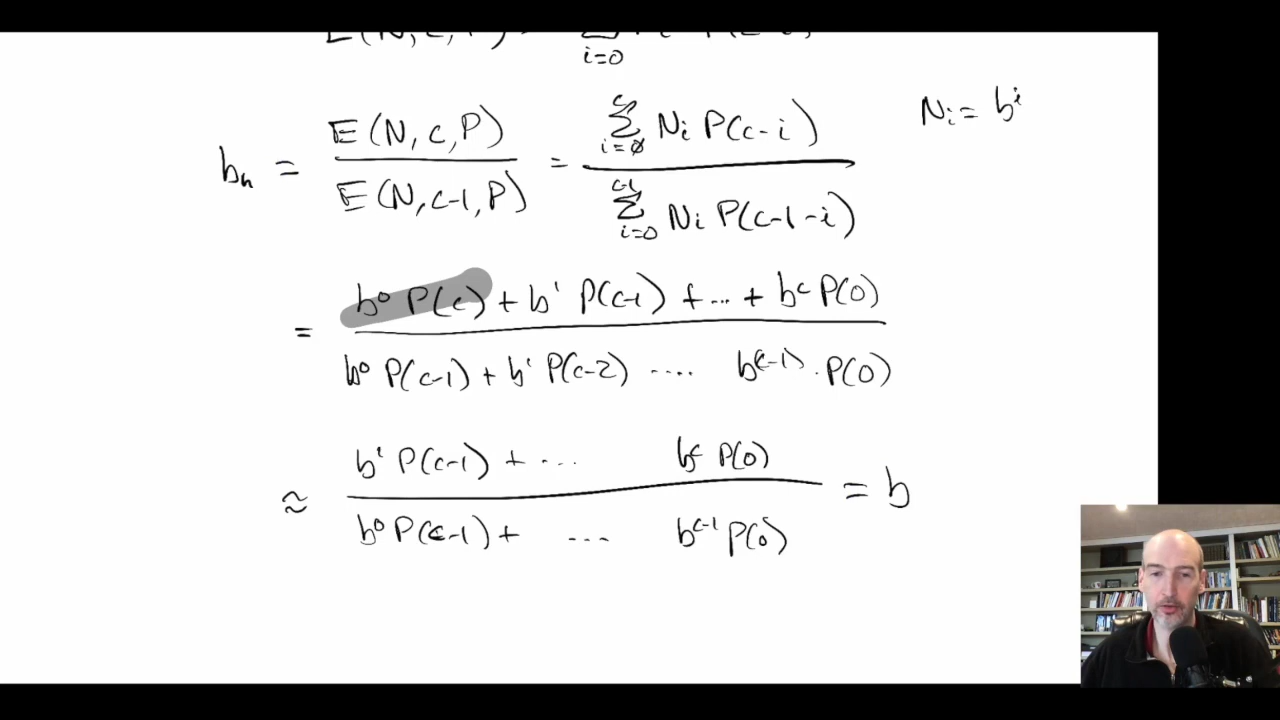 E(N, c, P) = Σ i=0
b_h = E(N, c, P) / E(N, c-1, P) = Σ_{i=0}^{c} N_i P(c-i) / Σ_{i=0}^{c-1} N_i P(c-1-i)
N_i = b^i
= b^0 P(c) + b^1 P(c-1) + ... + b^c P(0) / b^0 P(c-1) + b^1 P(c-2) .... b^(c-1) . P(0)
≈ b^1 P(c-1) + ... b^c P(0) / b^0 P(c-1) + ... b^{c-1} P(0) = b